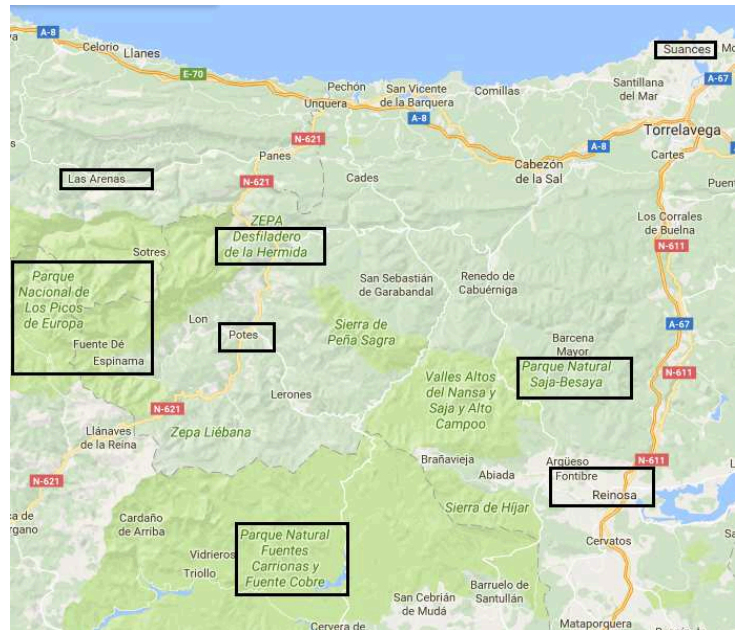 A-8
Celorio
Llanes
E-70
Pechón
Unquera
San Vicente
de la Barquera
A-8
Comillas
Suances
Santillana
del Mar
A-67
Torrelavega
A-8
Cartes
Panes
N-621
Las Arenas
N-621
Cades
Cabezón
de la Sal
Los Corrales
de Buelna
N-611
ZEPA
Desfiladero
de la Hermida
Sotres
Parque
Nacional de
Los Picos
de Europa
Fuente Dé
Espinama
San Sebastián
de Garabandal
Renedo de
Cabuérniga
Lon
Potes
Sierra de
Peña Sagra
A-67
Barcena
Mayor
Parque Natural
Saja-Besaya
N-611
Valles Altos
del Nansa y
Saja y Alto
Campoo
Lerones
N-621
Llánaves
de la Reina
Zepa Liébana
N-621
Brañavieja
Abiada
Argüeso
Fontibre
Reinosa
N-611
Sierra de Híjar
Cardaño
de Arriba
Vidrieros
Triollo
Parque Natural
Fuentes
Carrionas y
Fuente Cobre
Cervatos
San Cebrián
de Mudá
Barruelo de
Santullán
Cervera de
Mataporquera